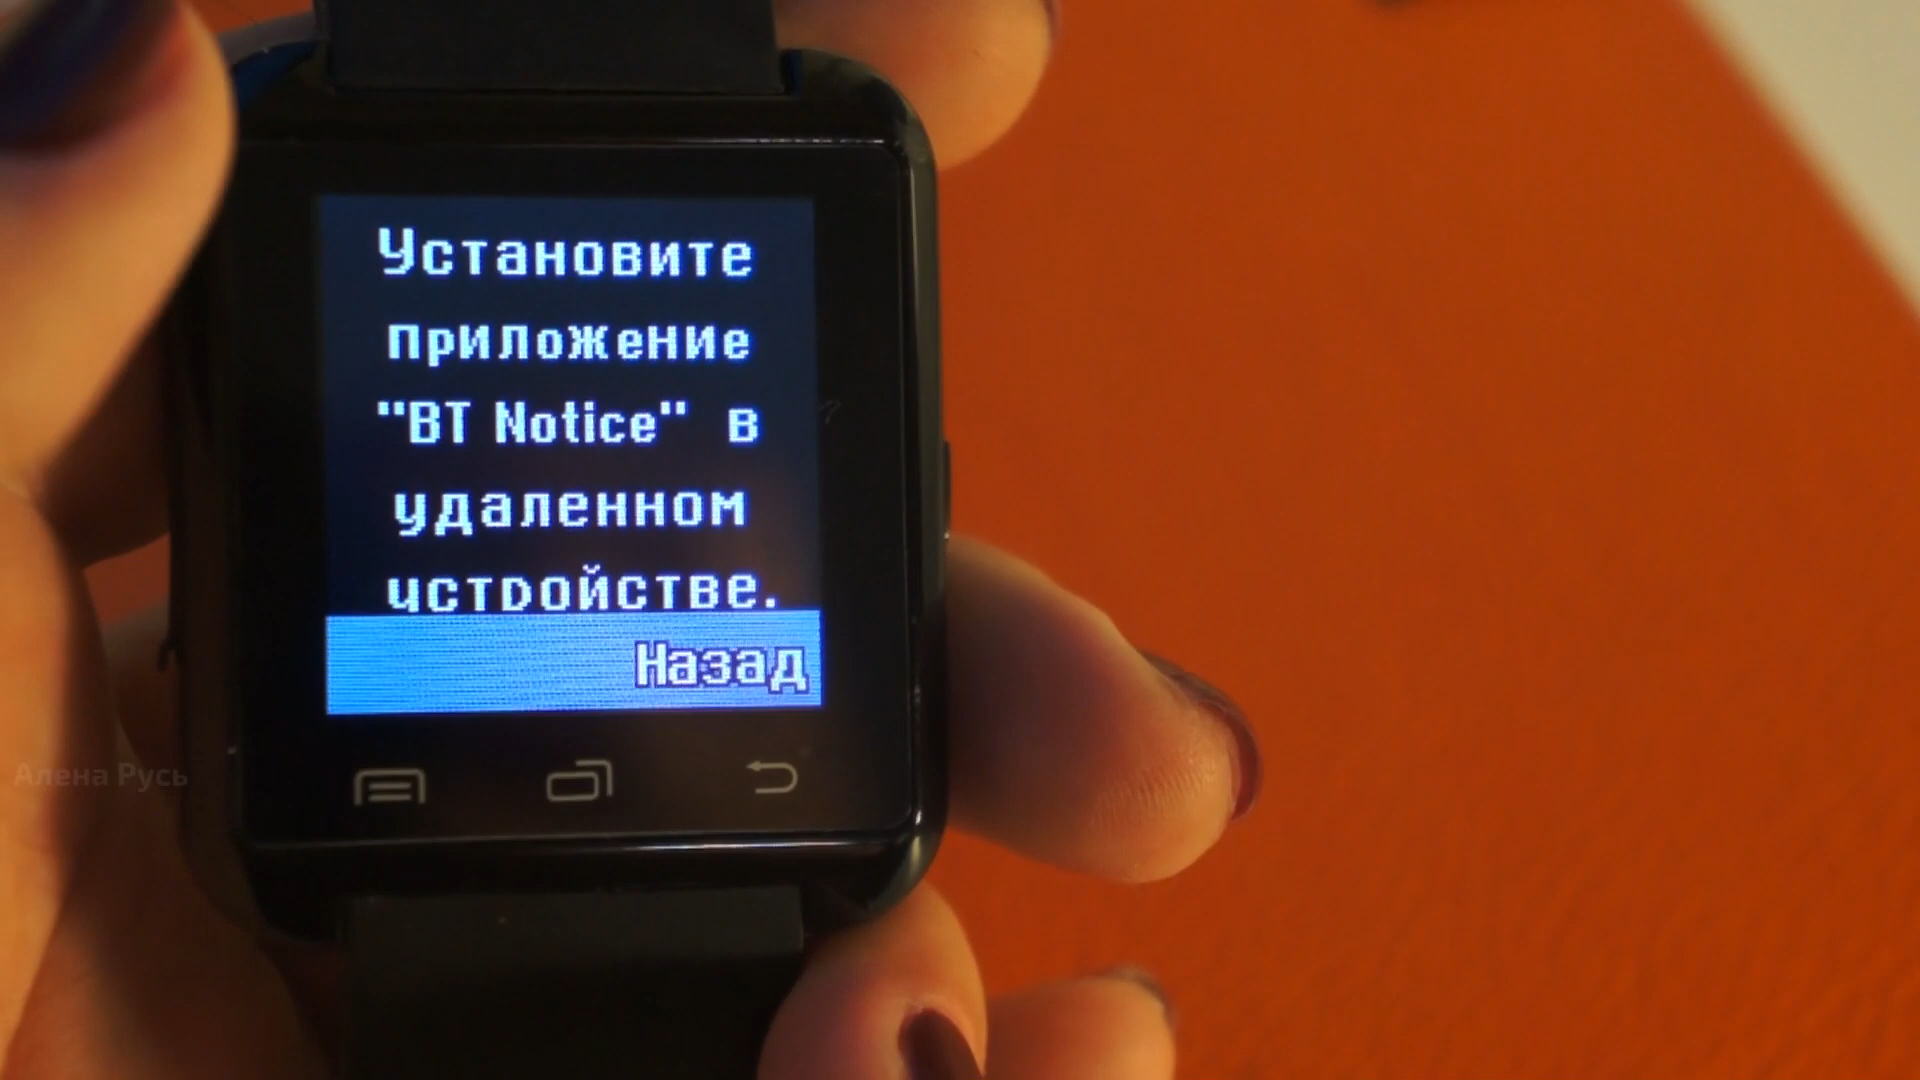 Установите
приложение
"BT Notice" в
удаленном
устройстве.
Назад
Алена Русь